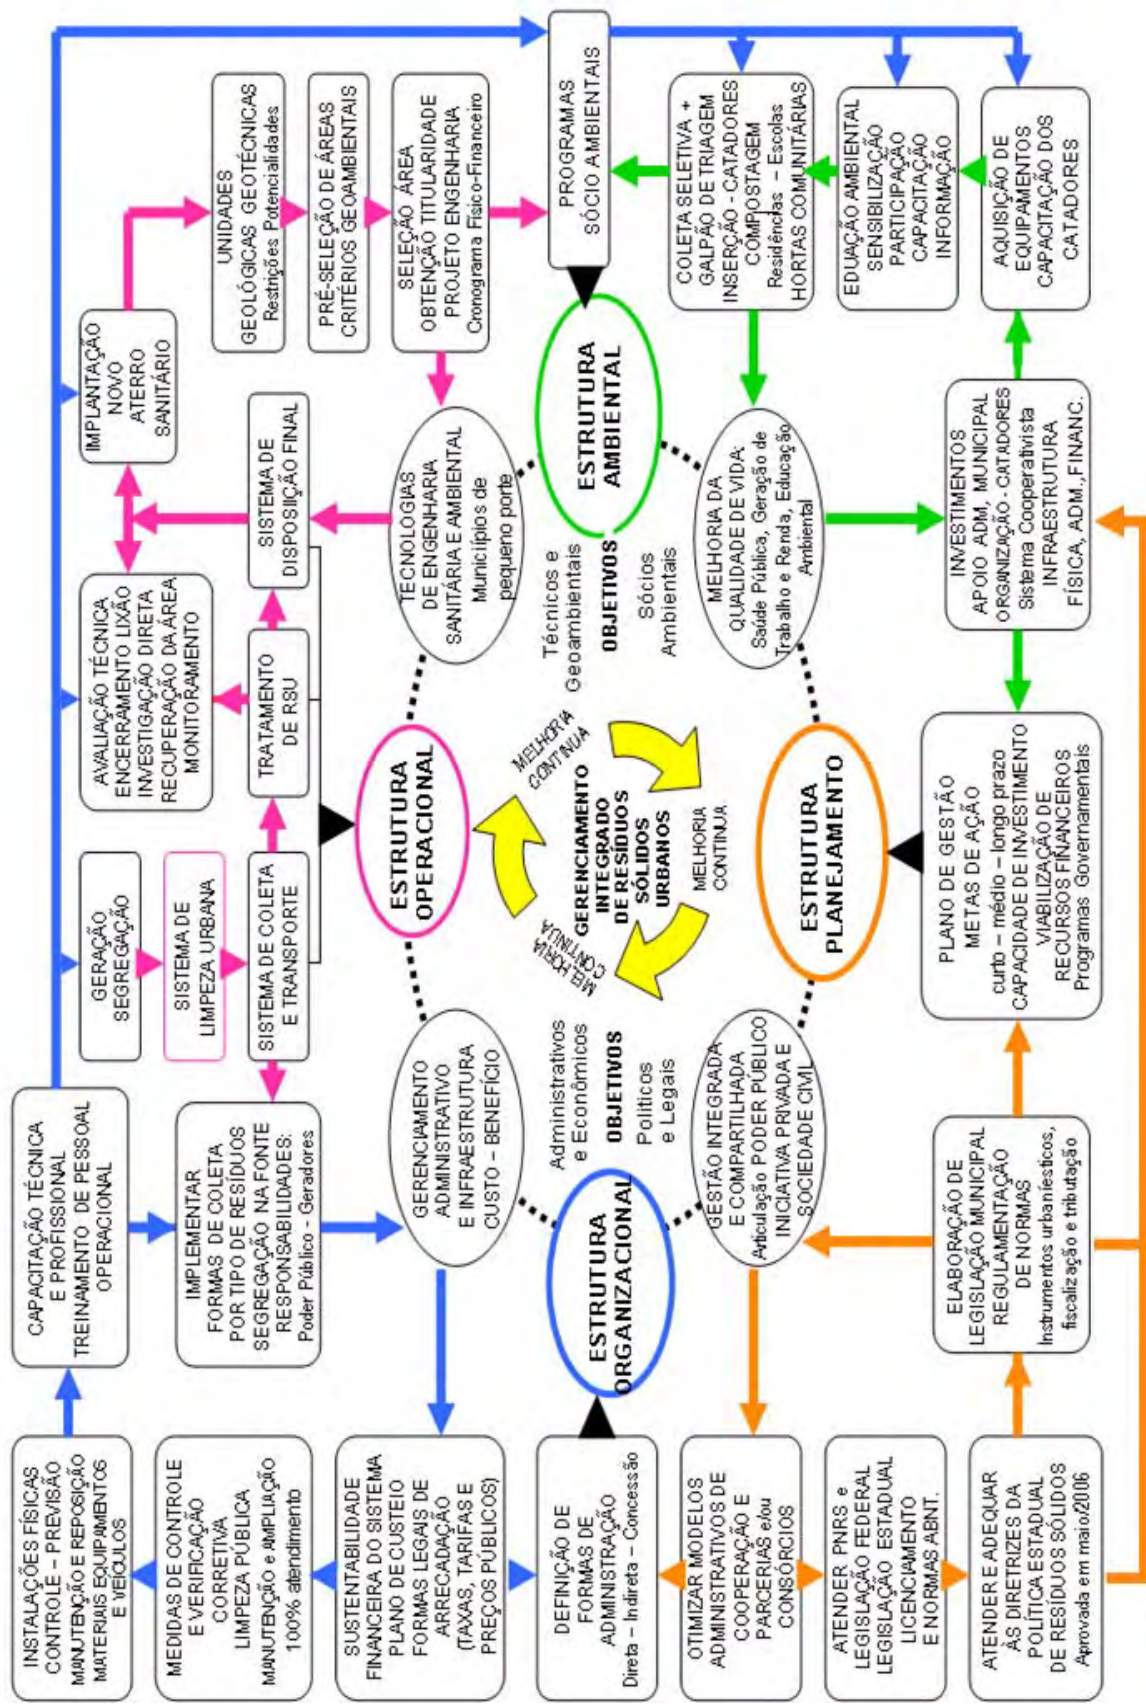 INSTALAÇÕES FÍSICAS
CONTROLE – PREVISÃO
MANUTENÇÃO E REPOSIÇÃO
MATERIAIS EQUIPAMENTOS
E VEÍCULOS
CAPACITAÇÃO TÉCNICA
E PROFISSIONAL
TREINAMENTO DE PESSOAL
OPERACIONAL
GERAÇÃO
SEGREGAÇÃO
SISTEMA DE
LIMPEZA URBANA
SISTEMA DE COLETA
E TRANSPORTE
AVALIAÇÃO TÉCNICA
ENCERRAMENTO LIXÃO
INVESTIGAÇÃO DIRETA
RECUPERAÇÃO DA ÁREA
MONITORAMENTO
TRATAMENTO
DE RSU
IMPLANTAÇÃO
NOVO
ATERRO
SANITÁRIO
SISTEMA DE
DISPOSIÇÃO FINAL
UNIDADES
GEOLÓGICAS GEOTÉCNICAS
Restrições Potencialidades
PRÉ-SELEÇÃO DE ÁREAS
CRITÉRIOS GEOAMBIENTAIS
SELEÇÃO ÁREA
OBTENÇÃO TITULARIDADE
PROJETO ENGENHARIA
Cronograma Fisico-Financeiro
MEDIDAS DE CONTROLE
E VERIFICAÇÃO
CORRETIVA
LIMPEZA PÚBLICA
MANUTENÇÃO e AMPLIAÇÃO
100% atendimento
IMPLEMENTAR
FORMAS DE COLETA
POR TIPO DE RESÍDUOS
SEGREGAÇÃO NA FONTE
RESPONSABILIDADES:
Poder Público - Geradores
SUSTENTABILIDADE
FINANCEIRA DO SISTEMA
PLANO DE CUSTEIO
FORMAS LEGAIS DE
ARRECADAÇÃO
(TAXAS, TARIFAS E
PREÇOS PÚBLICOS)
GERENCIAMENTO
ADMINISTRATIVO
E INFRAESTRUTURA
CUSTO – BENEFÍCIO
ESTRUTURA
OPERACIONAL
TECNOLOGIAS
DE ENGENHARIA
SANITÁRIA E AMBIENTAL
Municípios de
pequeno porte
DEFINIÇÃO DE
FORMAS DE
ADMINISTRAÇÃO
Direta – Indireta – Concessão
ESTRUTURA
ORGANIZACIONAL
Administrativos
e Econômicos
OBJETIVOS
Políticos
e Legais
MELHORIA
CONTINUA
GERENCIAMENTO
INTEGRADO
DE RESÍDUOS
SÓLIDOS
URBANOS
MELHORIA
CONTINUA
MELHORIA
CONTINUA
Técnicos e
Geoambientais
OBJETIVOS
Sócios
Ambientais
ESTRUTURA
AMBIENTAL
PROGRAMAS
SÓCIO AMBIENTAIS
OTIMIZAR MODELOS
ADMINISTRATIVOS DE
COOPERAÇÃO E
PARCERIAS e/ou
CONSÓRCIOS
GESTÃO INTEGRADA
E COMPARTILHADA
Articulação PODER PÚBLICO
INICIATIVA PRIVADA E
SOCIEDADE CIVIL
ESTRUTURA
PLANEJAMENTO
MELHORIA DA
QUALIDADE DE VIDA:
Saúde Pública, Geração de
Trabalho e Renda, Educação
Ambiental
COLETA SELETIVA +
GALPÃO DE TRIAGEM
INSERÇÃO - CATADORES
COMPOSTAGEM
Residências – Escolas
HORTAS COMUNITÁRIAS
ATENDER PNRS e
LEGISLAÇÃO FEDERAL
LEGISLAÇÃO ESTADUAL
LICENCIAMENTO
E NORMAS ABNT.
EDUAÇÃO AMBIENTAL
SENSIBILIZAÇÃO
PARTICIPAÇÃO
CAPACITAÇÃO
INFORMAÇÃO
ATENDER E ADEQUAR
ÀS DIRETRIZES DA
POLÍTICA ESTADUAL
DE RESÍDUOS SÓLIDOS
Aprovada em maio/2006
ELABORAÇÃO DE
LEGISLAÇÃO MUNICIPAL
REGULAMENTAÇÃO
DE NORMAS
Instrumentos urbaniésticos,
fiscalização e tributação
PLANO DE GESTÃO
METAS DE AÇÃO
curto – médio – longo prazo
CAPACIDADE DE INVESTIMENTO
VIABILIZAÇÃO DE
RECURSOS FINANCEIROS
Programas Governamentais
INVESTIMENTOS
APOIO ADM, MUNICIPAL
ORGANIZAÇÃO - CATADORES
Sistema Cooperativista
INFRAESTRUTURA
FÍSICA, ADM.,FINANC.
AQUISIÇÃO DE
EQUIPAMENTOS
CAPACITAÇÃO DOS
CATADORES